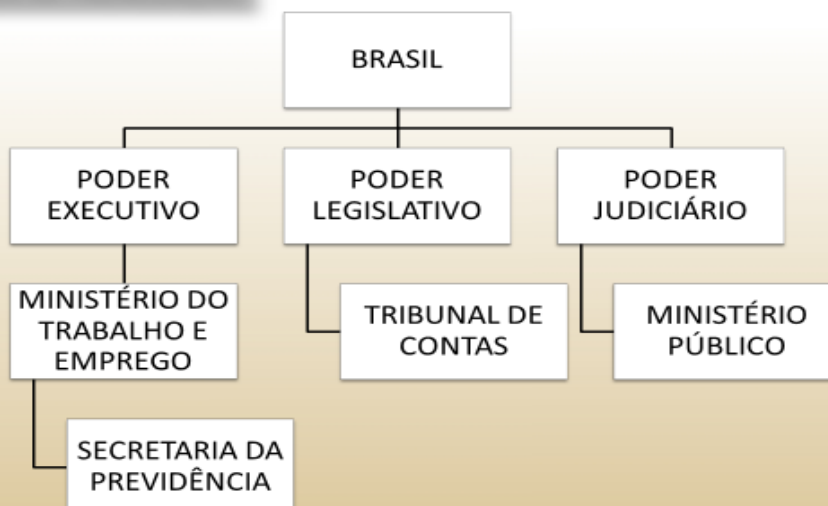 BRASIL
PODER
EXECUTIVO
PODER
LEGISLATIVO
PODER
JUDICIÁRIO
MINISTÉRIO DO
TRABALHO E
EMPREGO
TRIBUNAL DE
CONTAS
MINISTÉRIO
PÚBLICO
SECRETARIA DA
PREVIDÊNCIA